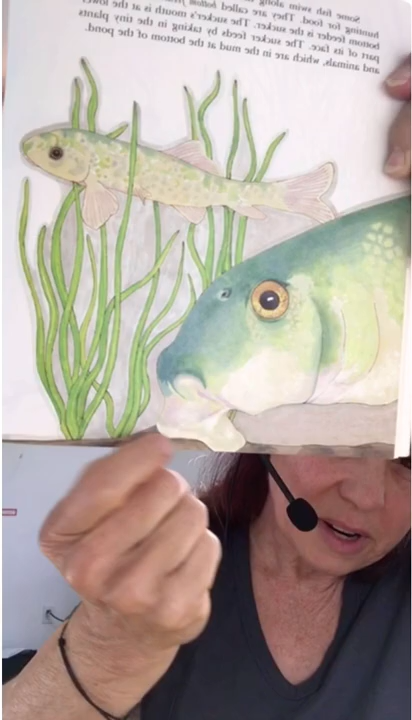 Some fish swim along
hunting for food. They are called bottom
bottom feeder is the sucker. The sucker's mouth is at the lower
part of its face. The sucker feeds by taking in the tiny plants
and animals, which are in the mud at the bottom of the pond.